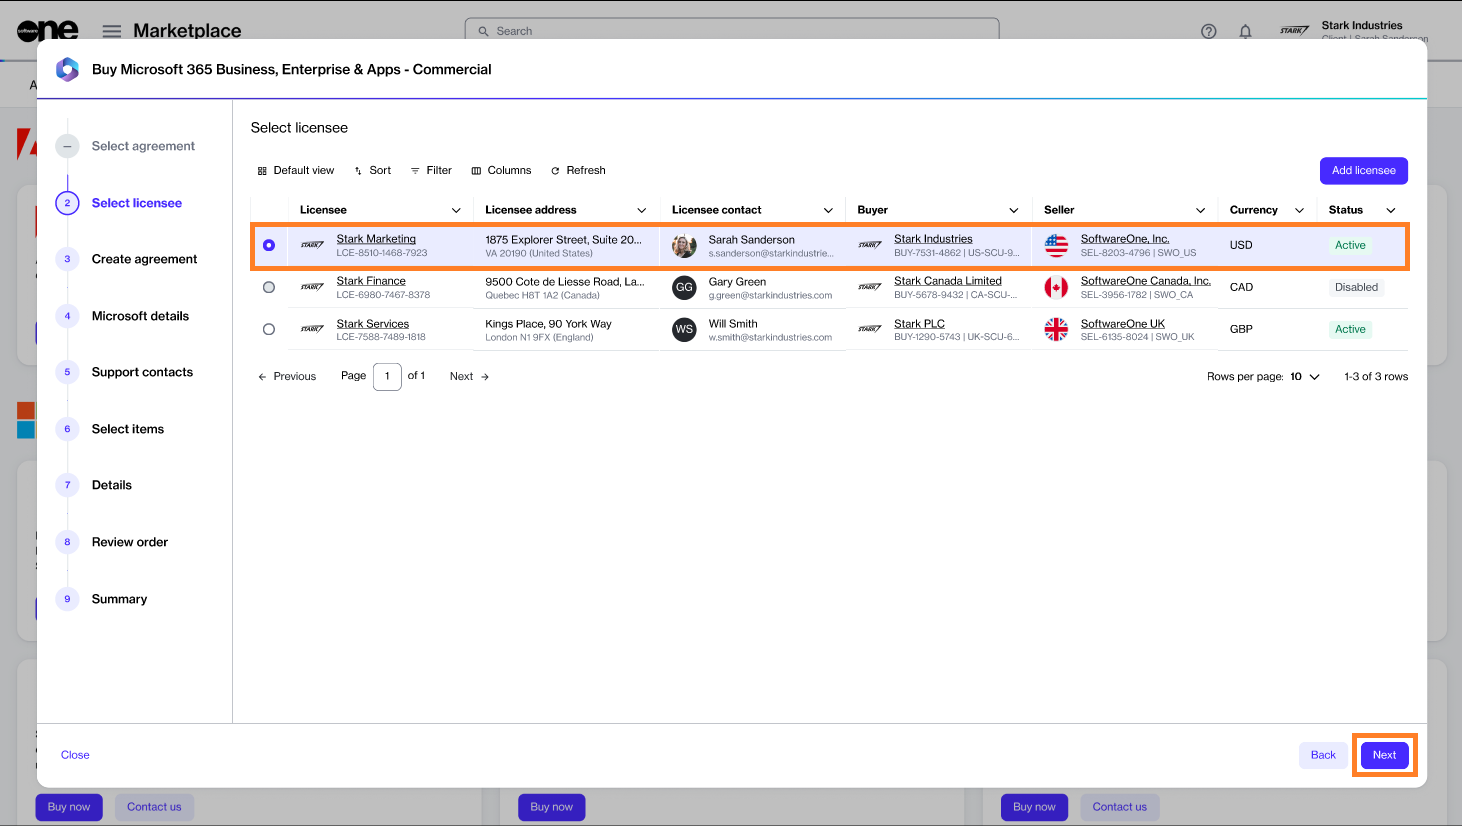 software one
Marketplace
Search
Stark Industries
Client | Sarah Sanderson
Buy Microsoft 365 Business, Enterprise & Apps - Commercial
A
Select agreement
2 Select licensee
3 Create agreement
4 Microsoft details
5 Support contacts
6 Select items
7 Details
8 Review order
9 Summary
Select licensee
Default view Sort Filter Columns Refresh Add licensee
Licensee Licensee address Licensee contact Buyer Seller Currency Status
STARK Stark Marketing 1875 Explorer Street, Suite 20... Sarah Sanderson STARK Stark Industries SoftwareOne, Inc. USD Active
LCE-8510-1468-7923 VA 20190 (United States) s.sanderson@starkindustrie... BUY-7531-4862 | US-SCU-9... SEL-8203-4796 | SWO_US
STARK Stark Finance 9500 Cote de Liesse Road, La... GG Gary Green STARK Stark Canada Limited SoftwareOne Canada, Inc. CAD Disabled
LCE-6980-7467-8378 Quebec H8T 1A2 (Canada) g.green@starkindustries.com BUY-5678-9432 | CA-SCU-... SEL-3956-1782 | SWO_CA
STARK Stark Services Kings Place, 90 York Way WS Will Smith STARK Stark PLC SoftwareOne UK GBP Active
LCE-7588-7489-1818 London N1 9FX (England) w.smith@starkindustries.com BUY-1290-5743 | UK-SCU-6... SEL-6135-8024 | SWO_UK
Previous Page 1 of 1 Next Rows per page: 10 1-3 of 3 rows
Close Back Next
Buy now Contact us Buy now Buy now Contact us